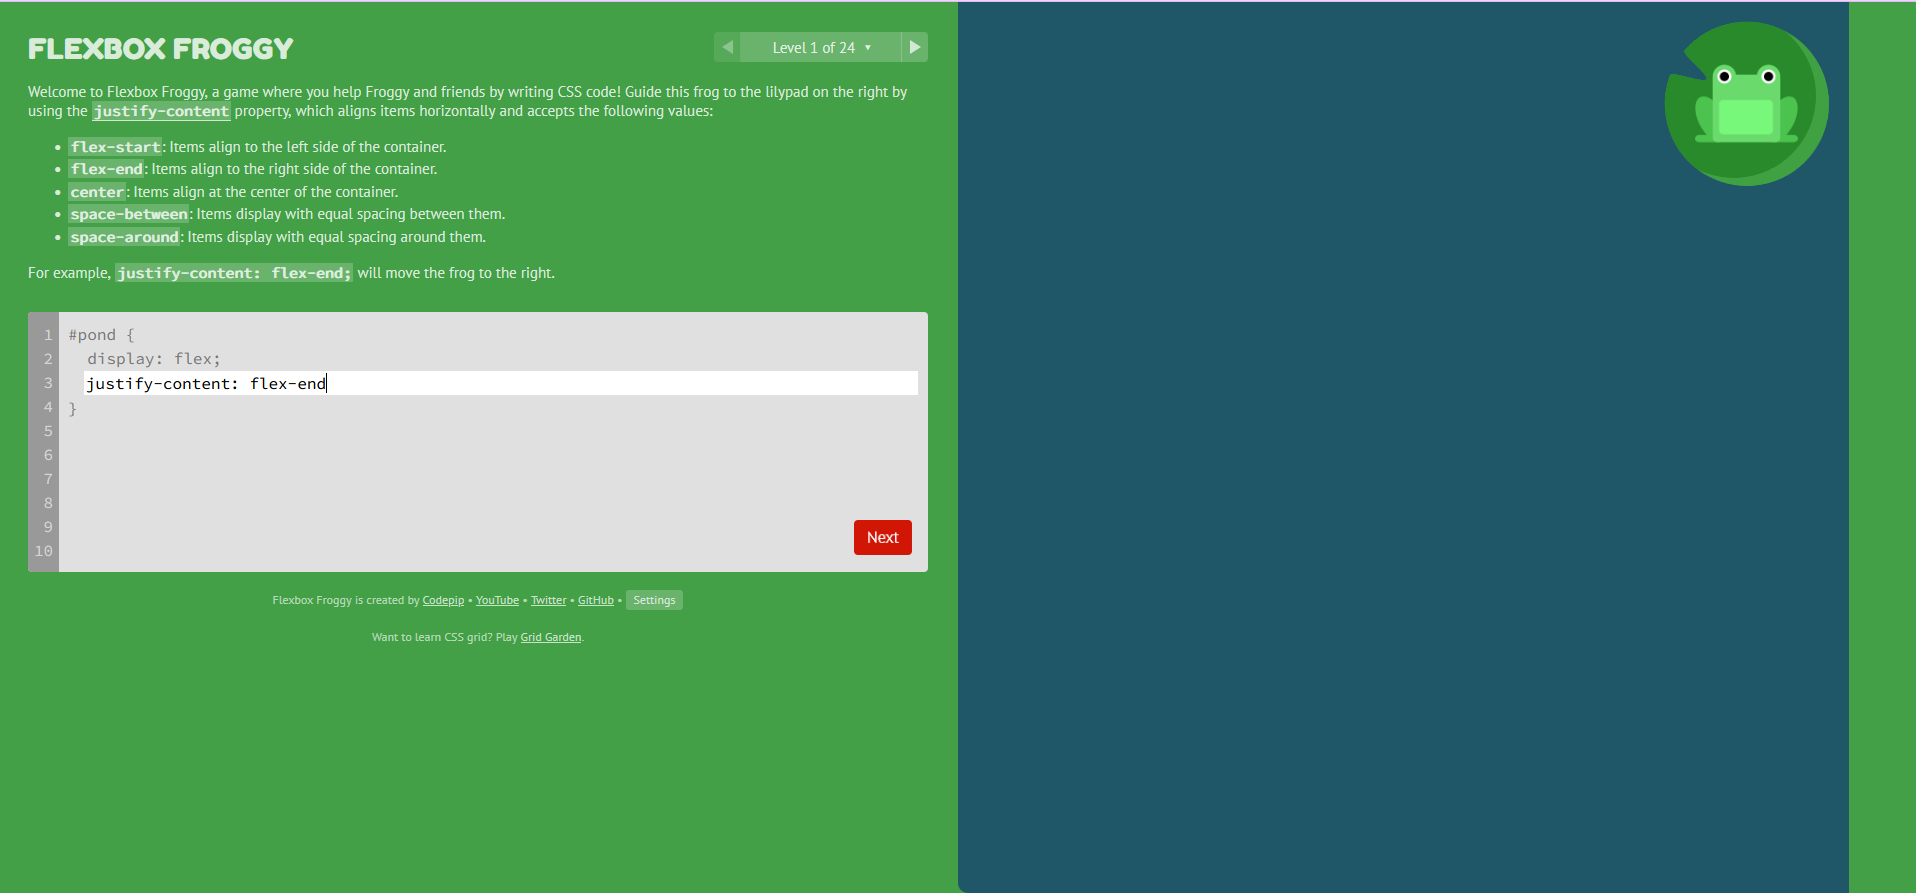 FLEXBOX FROGGY
◀ Level 1 of 24 ▼ ▶
Welcome to Flexbox Froggy, a game where you help Froggy and friends by writing CSS code! Guide this frog to the lilypad on the right by
using the justify-content property, which aligns items horizontally and accepts the following values:
• flex-start: Items align to the left side of the container.
• flex-end: Items align to the right side of the container.
• center: Items align at the center of the container.
• space-between: Items display with equal spacing between them.
• space-around: Items display with equal spacing around them.
For example, justify-content: flex-end; will move the frog to the right.
1 #pond {
2 display: flex;
3 justify-content: flex-end
4 }
5
6
7
8
9
10
Next
Flexbox Froggy is created by Codepip • YouTube • Twitter • GitHub • Settings
Want to learn CSS grid? Play Grid Garden.